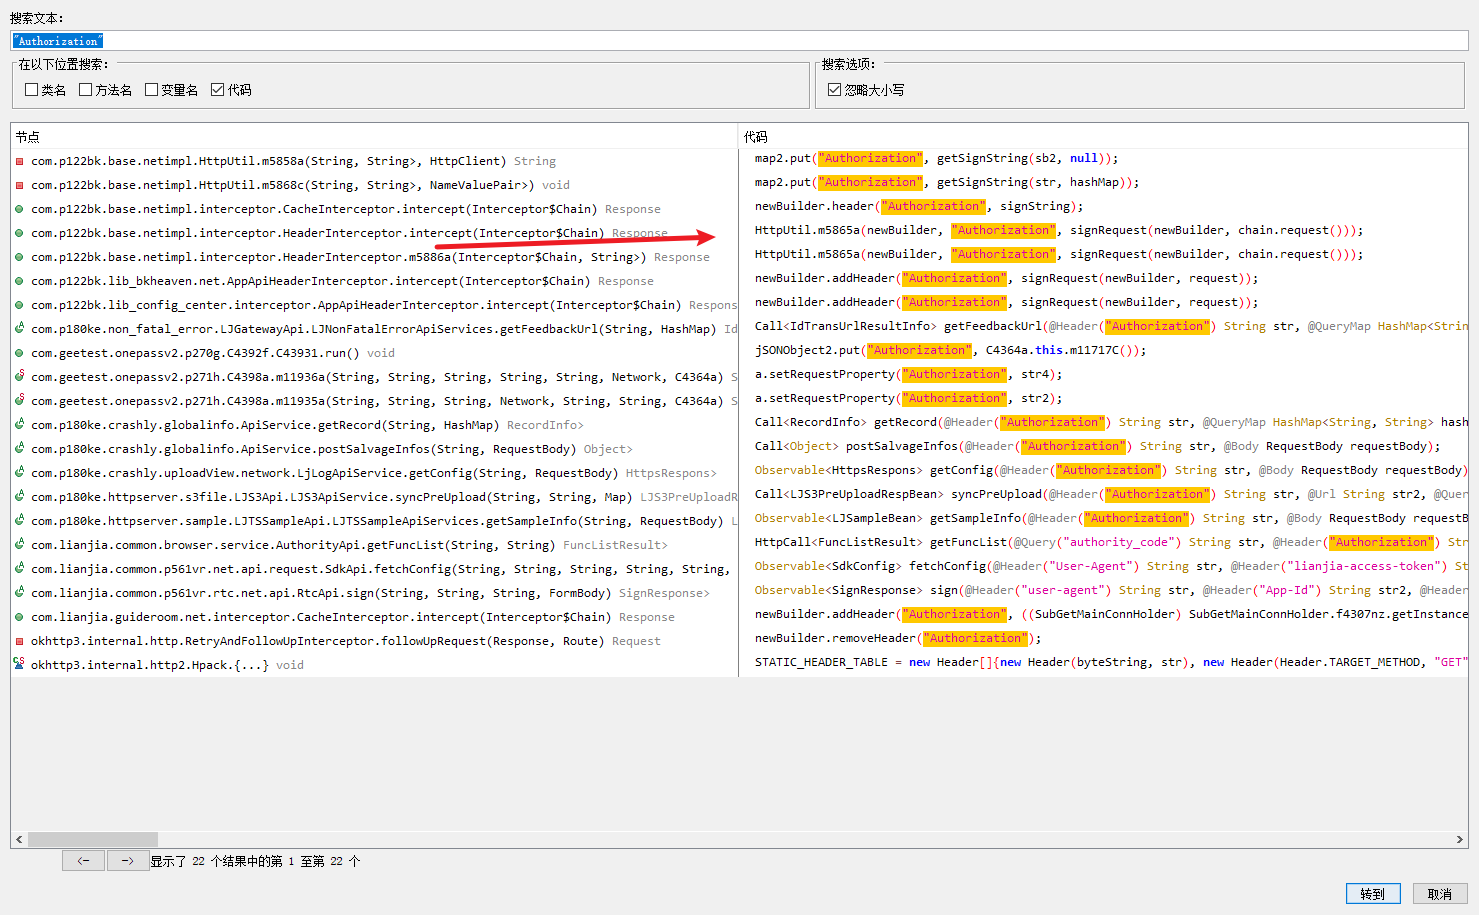 搜索文本:
"Authorization"
在以下位置搜索:
搜索选项:
类名 方法名 变量名 代码
忽略大小写
节点
代码
com.p122bk.base.netimpl.HttpUtil.m5858a(String, String>, HttpClient) String
map2.put("Authorization", getSignString(sb2, null));
com.p122bk.base.netimpl.HttpUtil.m5868c(String, String>, NameValuePair>) void
map2.put("Authorization", getSignString(str, hashMap));
com.p122bk.base.netimpl.interceptor.CacheInterceptor.intercept(Interceptor$Chain) Response
newBuilder.header("Authorization", signString);
com.p122bk.base.netimpl.interceptor.HeaderInterceptor.intercept(Interceptor$Chain) Response
HttpUtil.m5865a(newBuilder, "Authorization", signRequest(newBuilder, chain.request()));
com.p122bk.base.netimpl.interceptor.HeaderInterceptor.m5886a(Interceptor$Chain, String>) Response
HttpUtil.m5865a(newBuilder, "Authorization", signRequest(newBuilder, chain.request()));
com.p122bk.lib_bkheaven.net.AppApiHeaderInterceptor.intercept(Interceptor$Chain) Response
newBuilder.addHeader("Authorization", signRequest(newBuilder, request));
com.p122bk.lib_config_center.interceptor.AppApiHeaderInterceptor.intercept(Interceptor$Chain) Respons
newBuilder.addHeader("Authorization", signRequest(newBuilder, request));
com.p180ke.non_fatal_error.LJGatewayApi.LJNonFatalErrorApiServices.getFeedbackUrl(String, HashMap) Id
Call<IdTransUrlResultInfo> getFeedbackUrl(@Header("Authorization") String str, @QueryMap HashMap<Strin
com.geetest.onepassv2.p270g.C4392f.C43931.run() void
jSONObject2.put("Authorization", C4364a.this.m11717C());
com.geetest.onepassv2.p271h.C4398a.m11936a(String, String, String, String, String, Network, C4364a) S
a.setRequestProperty("Authorization", str4);
com.geetest.onepassv2.p271h.C4398a.m11935a(String, String, String, Network, String, String, C4364a) S
a.setRequestProperty("Authorization", str2);
com.p180ke.crashly.globalinfo.ApiService.getRecord(String, HashMap) RecordInfo>
Call<RecordInfo> getRecord(@Header("Authorization") String str, @QueryMap HashMap<String, String> hash
com.p180ke.crashly.globalinfo.ApiService.postSalvageInfos(String, RequestBody) Object>
Call<Object> postSalvageInfos(@Header("Authorization") String str, @Body RequestBody requestBody);
com.p180ke.crashly.uploadView.network.LjLogApiService.getConfig(String, RequestBody) HttpsRespons>
Observable<HttpsRespons> getConfig(@Header("Authorization") String str, @Body RequestBody requestBody)
com.p180ke.httpserver.s3file.LJS3Api.LJS3ApiService.syncPreUpload(String, String, Map) LJS3PreUploadR
Call<LJS3PreUploadRespBean> syncPreUpload(@Header("Authorization") String str, @Url String str2, @Quer
com.p180ke.httpserver.sample.LJTSSampleApi.LJTSSampleApiServices.getSampleInfo(String, RequestBody) L
Observable<LJSampleBean> getSampleInfo(@Header("Authorization") String str, @Body RequestBody requestB
com.lianjia.common.browser.service.AuthorityApi.getFuncList(String, String) FuncListResult>
HttpCall<FuncListResult> getFuncList(@Query("authority_code") String str, @Header("Authorization") Str
com.lianjia.common.p561vr.net.api.request.SdkApi.fetchConfig(String, String, String, String, String,
Observable<SdkConfig> fetchConfig(@Header("User-Agent") String str, @Header("lianjia-access-token") St
com.lianjia.common.p561vr.rtc.net.api.RtcApi.sign(String, String, String, FormBody) SignResponse>
Observable<SignResponse> sign(@Header("user-agent") String str, @Header("App-Id") String str2, @Header
com.lianjia.guideroom.net.interceptor.CacheInterceptor.intercept(Interceptor$Chain) Response
newBuilder.addHeader("Authorization", ((SubGetMainConnHolder) SubGetMainConnHolder.f4307nz.getInstance
okhttp3.internal.http.RetryAndFollowUpInterceptor.followUpRequest(Response, Route) Request
newBuilder.removeHeader("Authorization");
okhttp3.internal.http2.Hpack.{...} void
STATIC_HEADER_TABLE = new Header[]{new Header(byteString, str), new Header(Header.TARGET_METHOD, "GET"
<- -> 显示了 22 个结果中的第 1 至第 22 个
转到 取消